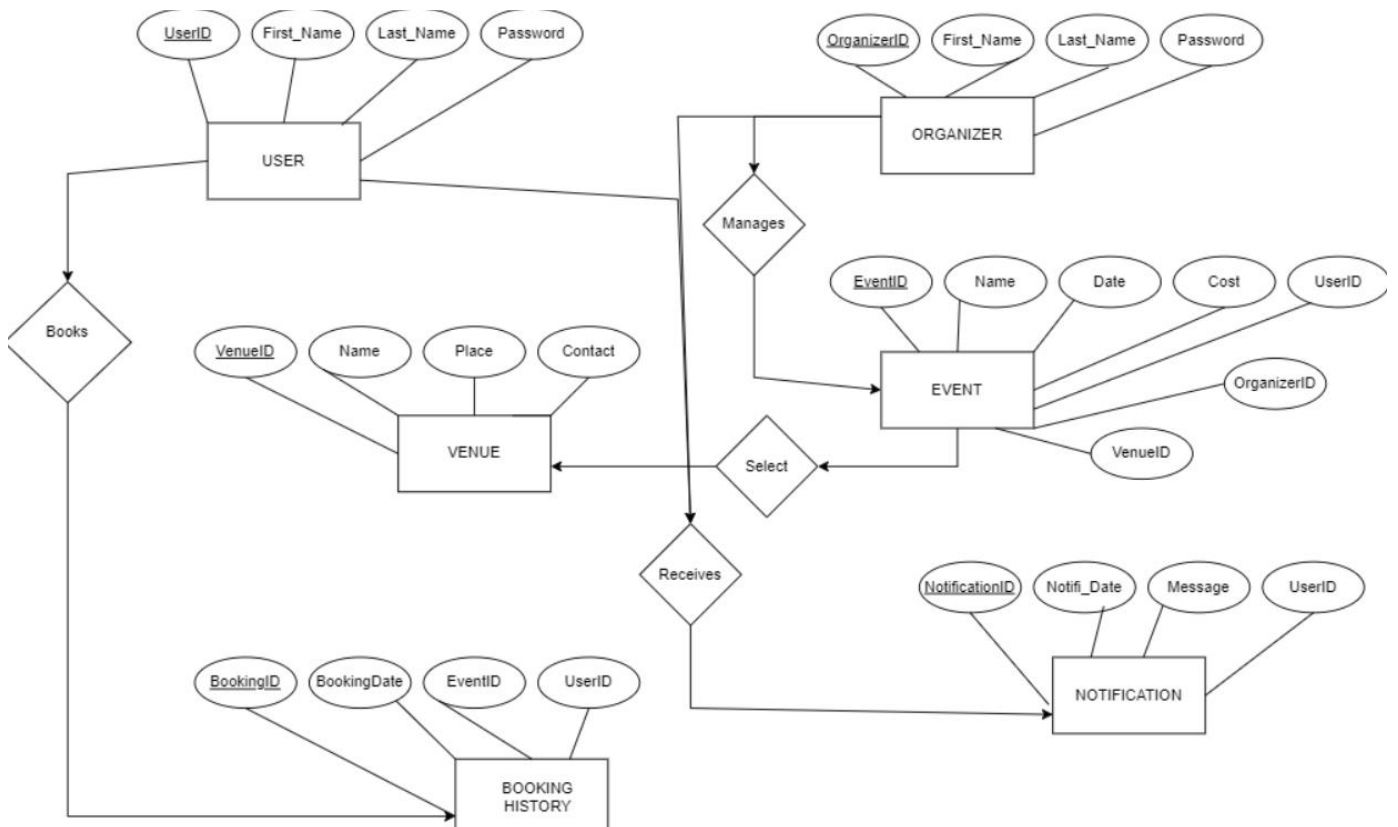 UserID
First_Name
Last_Name
Password
OrganizerID
First_Name
Last_Name
Password
ORGANIZER
USER
Manages
EventID
Name
Date
Cost
UserID
Books
VenueID
Name
Place
Contact
EVENT
OrganizerID
VENUE
Select
VenueID
Receives
NotificationID
Notifi_Date
Message
UserID
BookingID
BookingDate
EventID
UserID
NOTIFICATION
BOOKING
HISTORY